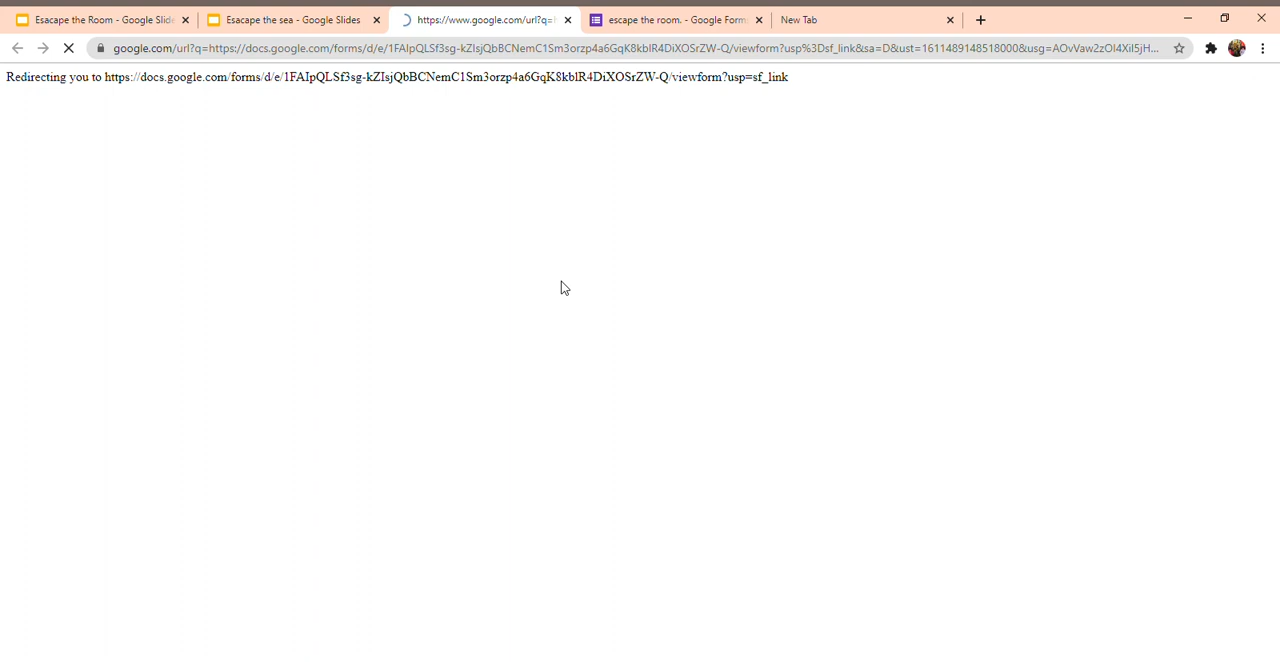 Esacape the Room - Google Slide
Esacape the sea - Google Slides
https://www.google.com/url?q=h
escape the room. - Google Form
New Tab
google.com/url?q=https://docs.google.com/forms/d/e/1FAIpQLSf3sg-kZIsjQbBCNemC1Sm3orzp4a6GqK8kblR4DiXOSrZW-Q/viewform?usp%3Dsf_link&sa=D&ust=1611489148518000&usg=AOvVaw2zOl4XiI5jH...
Redirecting you to https://docs.google.com/forms/d/e/1FAIpQLSf3sg-kZIsjQbBCNemC1Sm3orzp4a6GqK8kblR4DiXOSrZW-Q/viewform?usp=sf_link